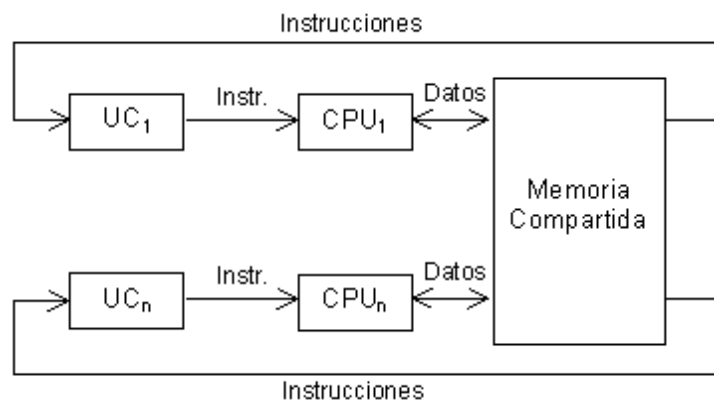 Instrucciones
UC₁
Instr.
CPU₁
Datos
Memoria
Compartida
UCₙ
Instr.
CPUₙ
Datos
Instrucciones